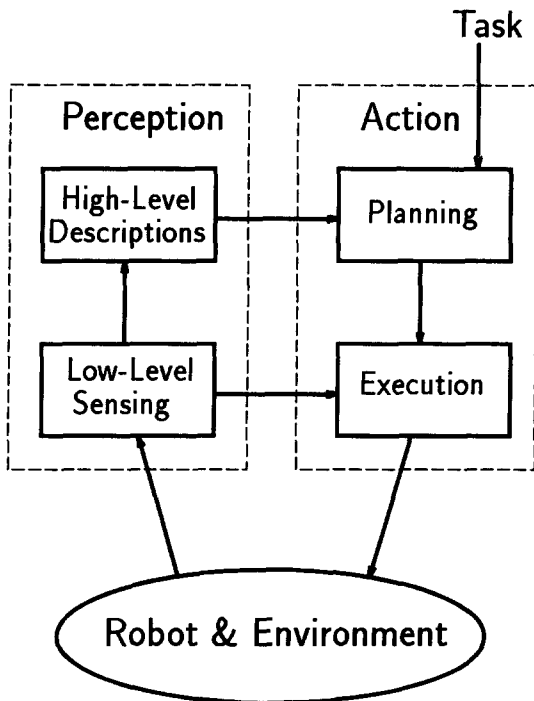 Task
Perception
Action
High-Level
Descriptions
Planning
Low-Level
Sensing
Execution
Robot & Environment